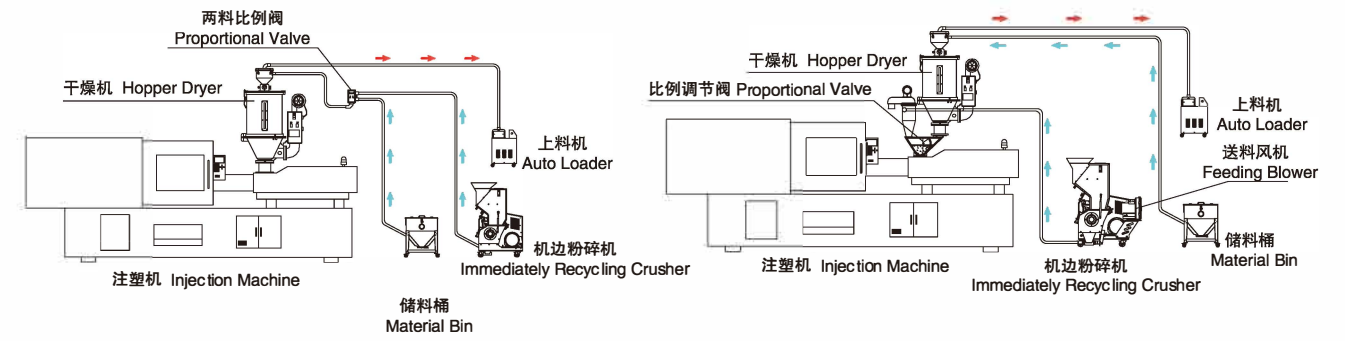 两料比例阀
Proportional Valve
干燥机 Hopper Dryer
上料机
Auto Loader
机边粉碎机
Immediately Recycling Crusher
注塑机 Injection Machine
储料桶
Material Bin
干燥机 Hopper Dryer
比例调节阀 Proportional Valve
上料机
Auto Loader
送料风机
Feeding Blower
储料桶
Material Bin
机边粉碎机
Immediately Recycling Crusher
注塑机 Injection Machine